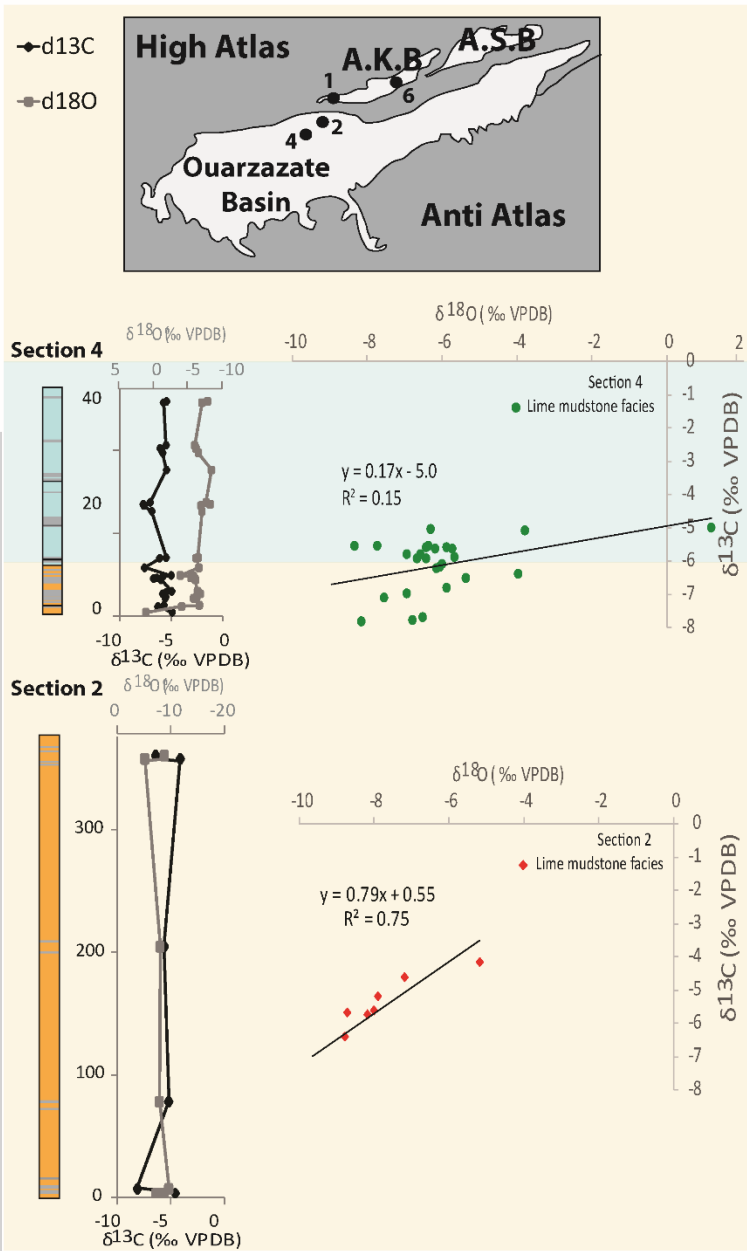 d13C
d18O
High Atlas
A.S.B
A.K.B
1
6
2
4
Ouarzazate
Basin
Anti Atlas
δ18O (‰ VPDB)
Section 4
5 0 -5 -10
40
20
0
-10 -5 0
δ13C (‰ VPDB)
δ18O (‰ VPDB)
-10 -8 -6 -4 -2 0 2
Section 4
Lime mudstone facies
y = 0.17x - 5.0
R² = 0.15
-0
-1
-2
-3
-4
-5
-6
-7
-8
δ13C (‰ VPDB)
Section 2
δ18O (‰ VPDB)
0 -10 -20
300
200
100
0
-10 -5 0
δ13C (‰ VPDB)
δ18O (‰ VPDB)
-10 -8 -6 -4 -2 0
Section 2
Lime mudstone facies
y = 0.79x + 0.55
R² = 0.75
0
-1
-2
-3
-4
-5
-6
-7
-8
δ13C (‰ VPDB)